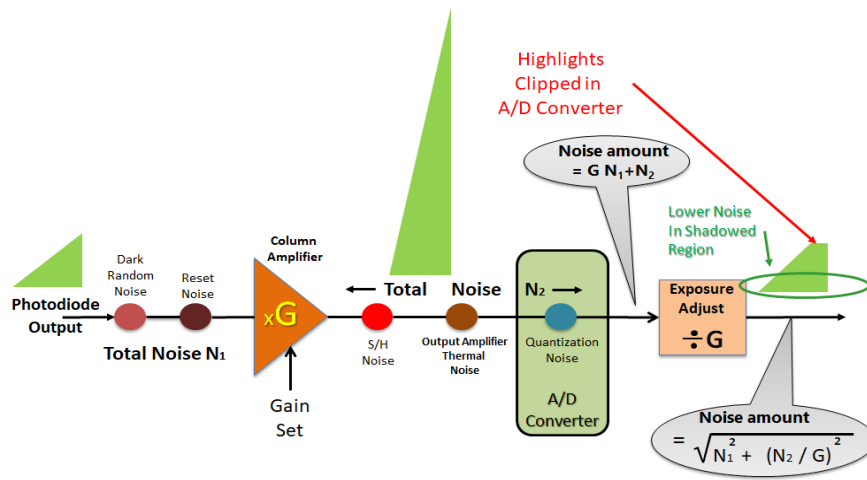 Highlights
Clipped in
A/D Converter
Noise amount
= G N₁+N₂
Lower Noise
In Shadowed
Region
Photodiode
Output
Dark
Random
Noise
Reset
Noise
Total Noise N₁
Column
Amplifier
xG
Gain
Set
Total Noise N₂
S/H
Noise
Output Amplifier
Thermal
Noise
Quantization
Noise
A/D
Converter
Exposure
Adjust
÷ G
Noise amount
= √N₁² + (N₂ / G)²